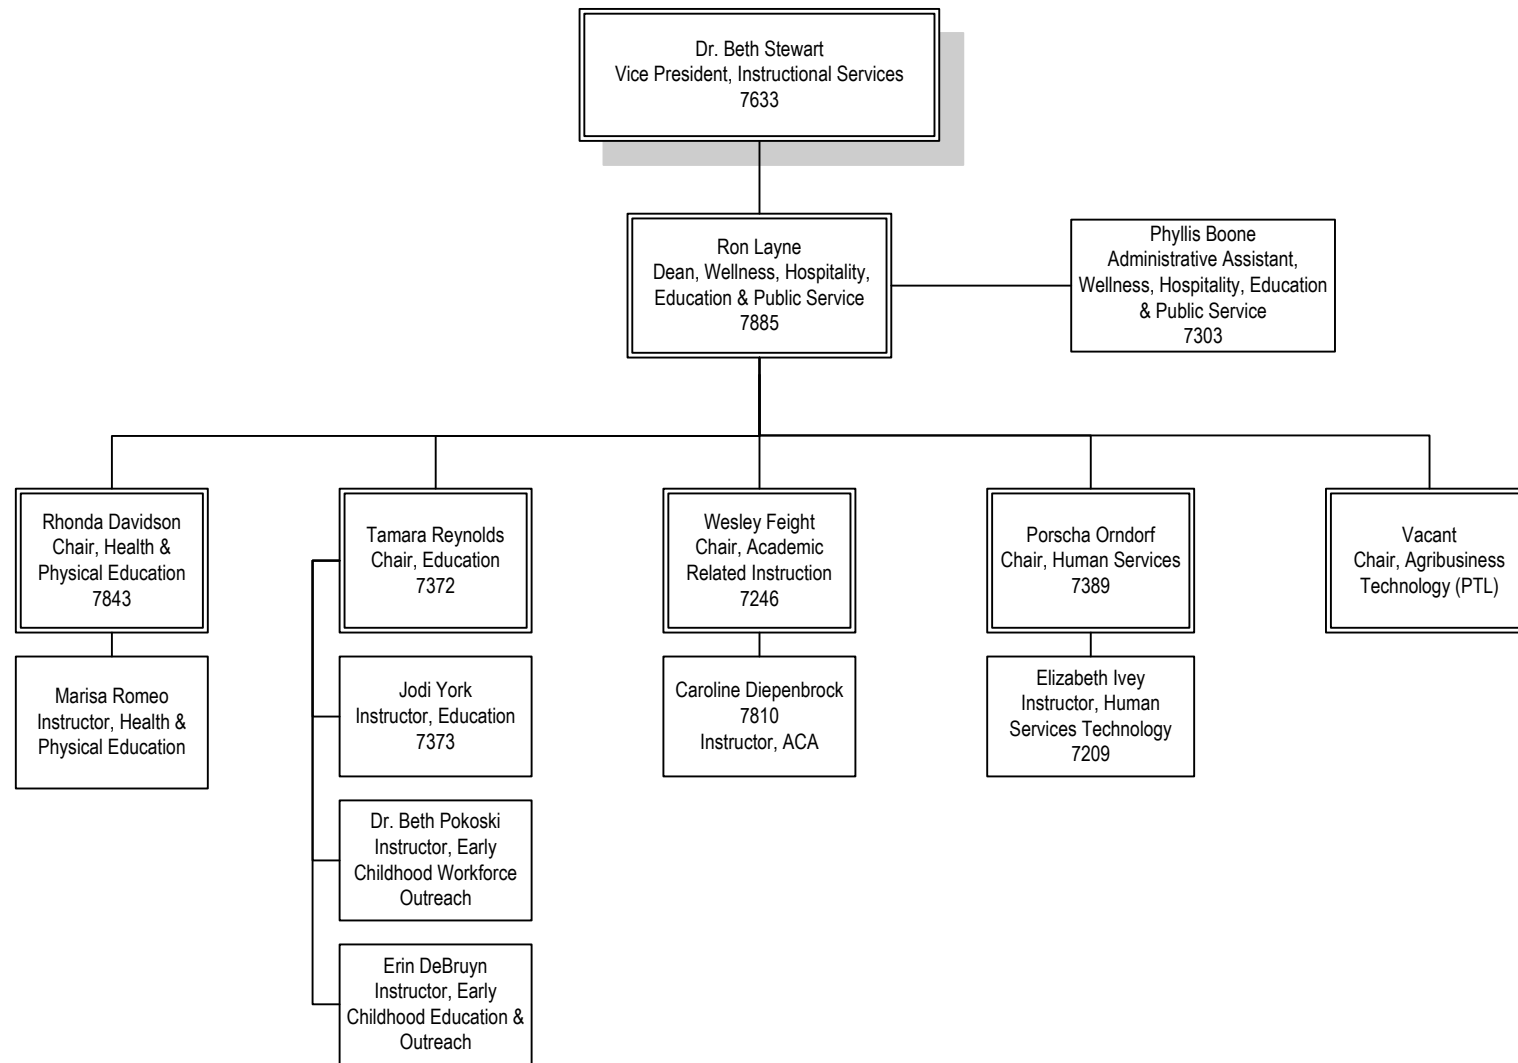 Dr. Beth Stewart
Vice President, Instructional Services
7633
Ron Layne
Dean, Wellness, Hospitality,
Education & Public Service
7885
Phyllis Boone
Administrative Assistant,
Wellness, Hospitality, Education
& Public Service
7303
Rhonda Davidson
Chair, Health &
Physical Education
7843
Tamara Reynolds
Chair, Education
7372
Wesley Feight
Chair, Academic
Related Instruction
7246
Porscha Orndorf
Chair, Human Services
7389
Vacant
Chair, Agribusiness
Technology (PTL)
Marisa Romeo
Instructor, Health &
Physical Education
Jodi York
Instructor, Education
7373
Caroline Diepenbrock
7810
Instructor, ACA
Elizabeth Ivey
Instructor, Human
Services Technology
7209
Dr. Beth Pokoski
Instructor, Early
Childhood Workforce
Outreach
Erin DeBruyn
Instructor, Early
Childhood Education &
Outreach